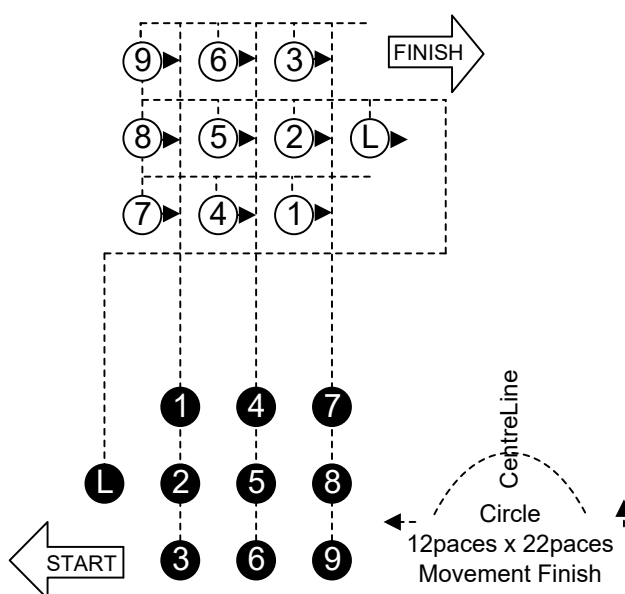 9 6 3 FINISH
8 5 2 L
7 4 1
1 4 7
L 2 5 8
START 3 6 9
CentreLine
Circle
12paces x 22paces
Movement Finish